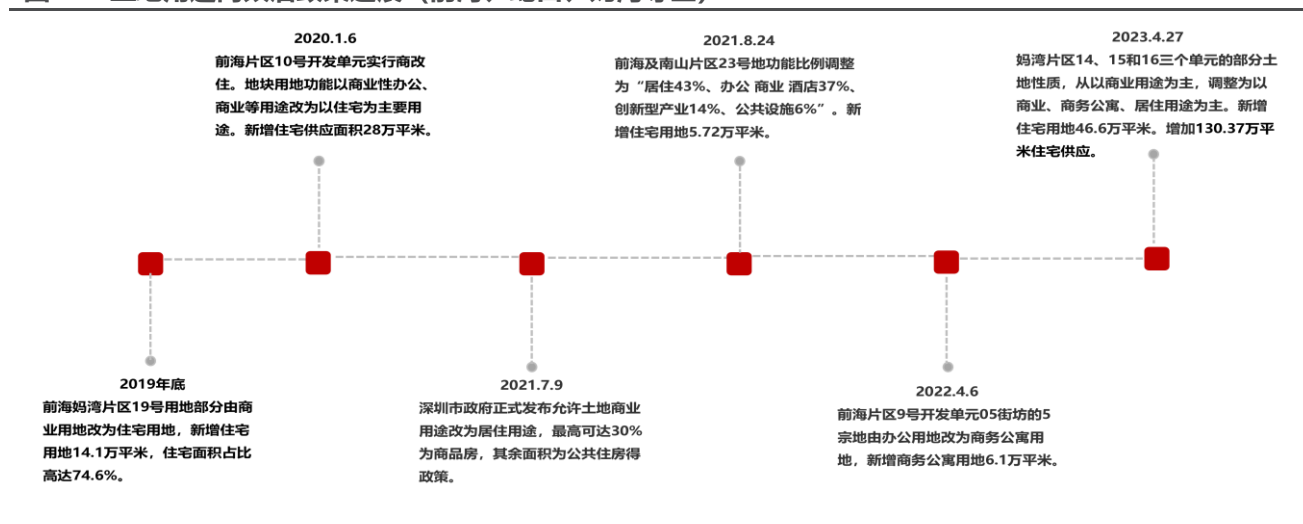 2020.1.6
前海片区10号开发单元实行商改
住。地块用地功能以商业性办公、
商业等用途改为以住宅为主要用
途。新增住宅供应面积28万平米。
2021.8.24
前海及南山片区23号地功能比例调整
为“居住43%、办公 商业 酒店37%、
创新型产业14%、公共设施6%”。新
增住宅用地5.72万平米。
2023.4.27
妈湾片区14、15和16三个单元的部分土
地性质，从以商业用途为主，调整为以
商业、商务公寓、居住用途为主。新增
住宅用地46.6万平米。增加130.37万平
米住宅供应。
2019年底
前海妈湾片区19号用地部分由商
业用地改为住宅用地，新增住宅
用地14.1万平米，住宅面积占比
高达74.6%。
2021.7.9
深圳市政府正式发布允许土地商业
用途改为居住用途，最高可达30%
为商品房，其余面积为公共住房得
政策。
2022.4.6
前海片区9号开发单元05街坊的5
宗地由办公用地改为商务公寓用
地，新增商务公寓用地6.1万平米。